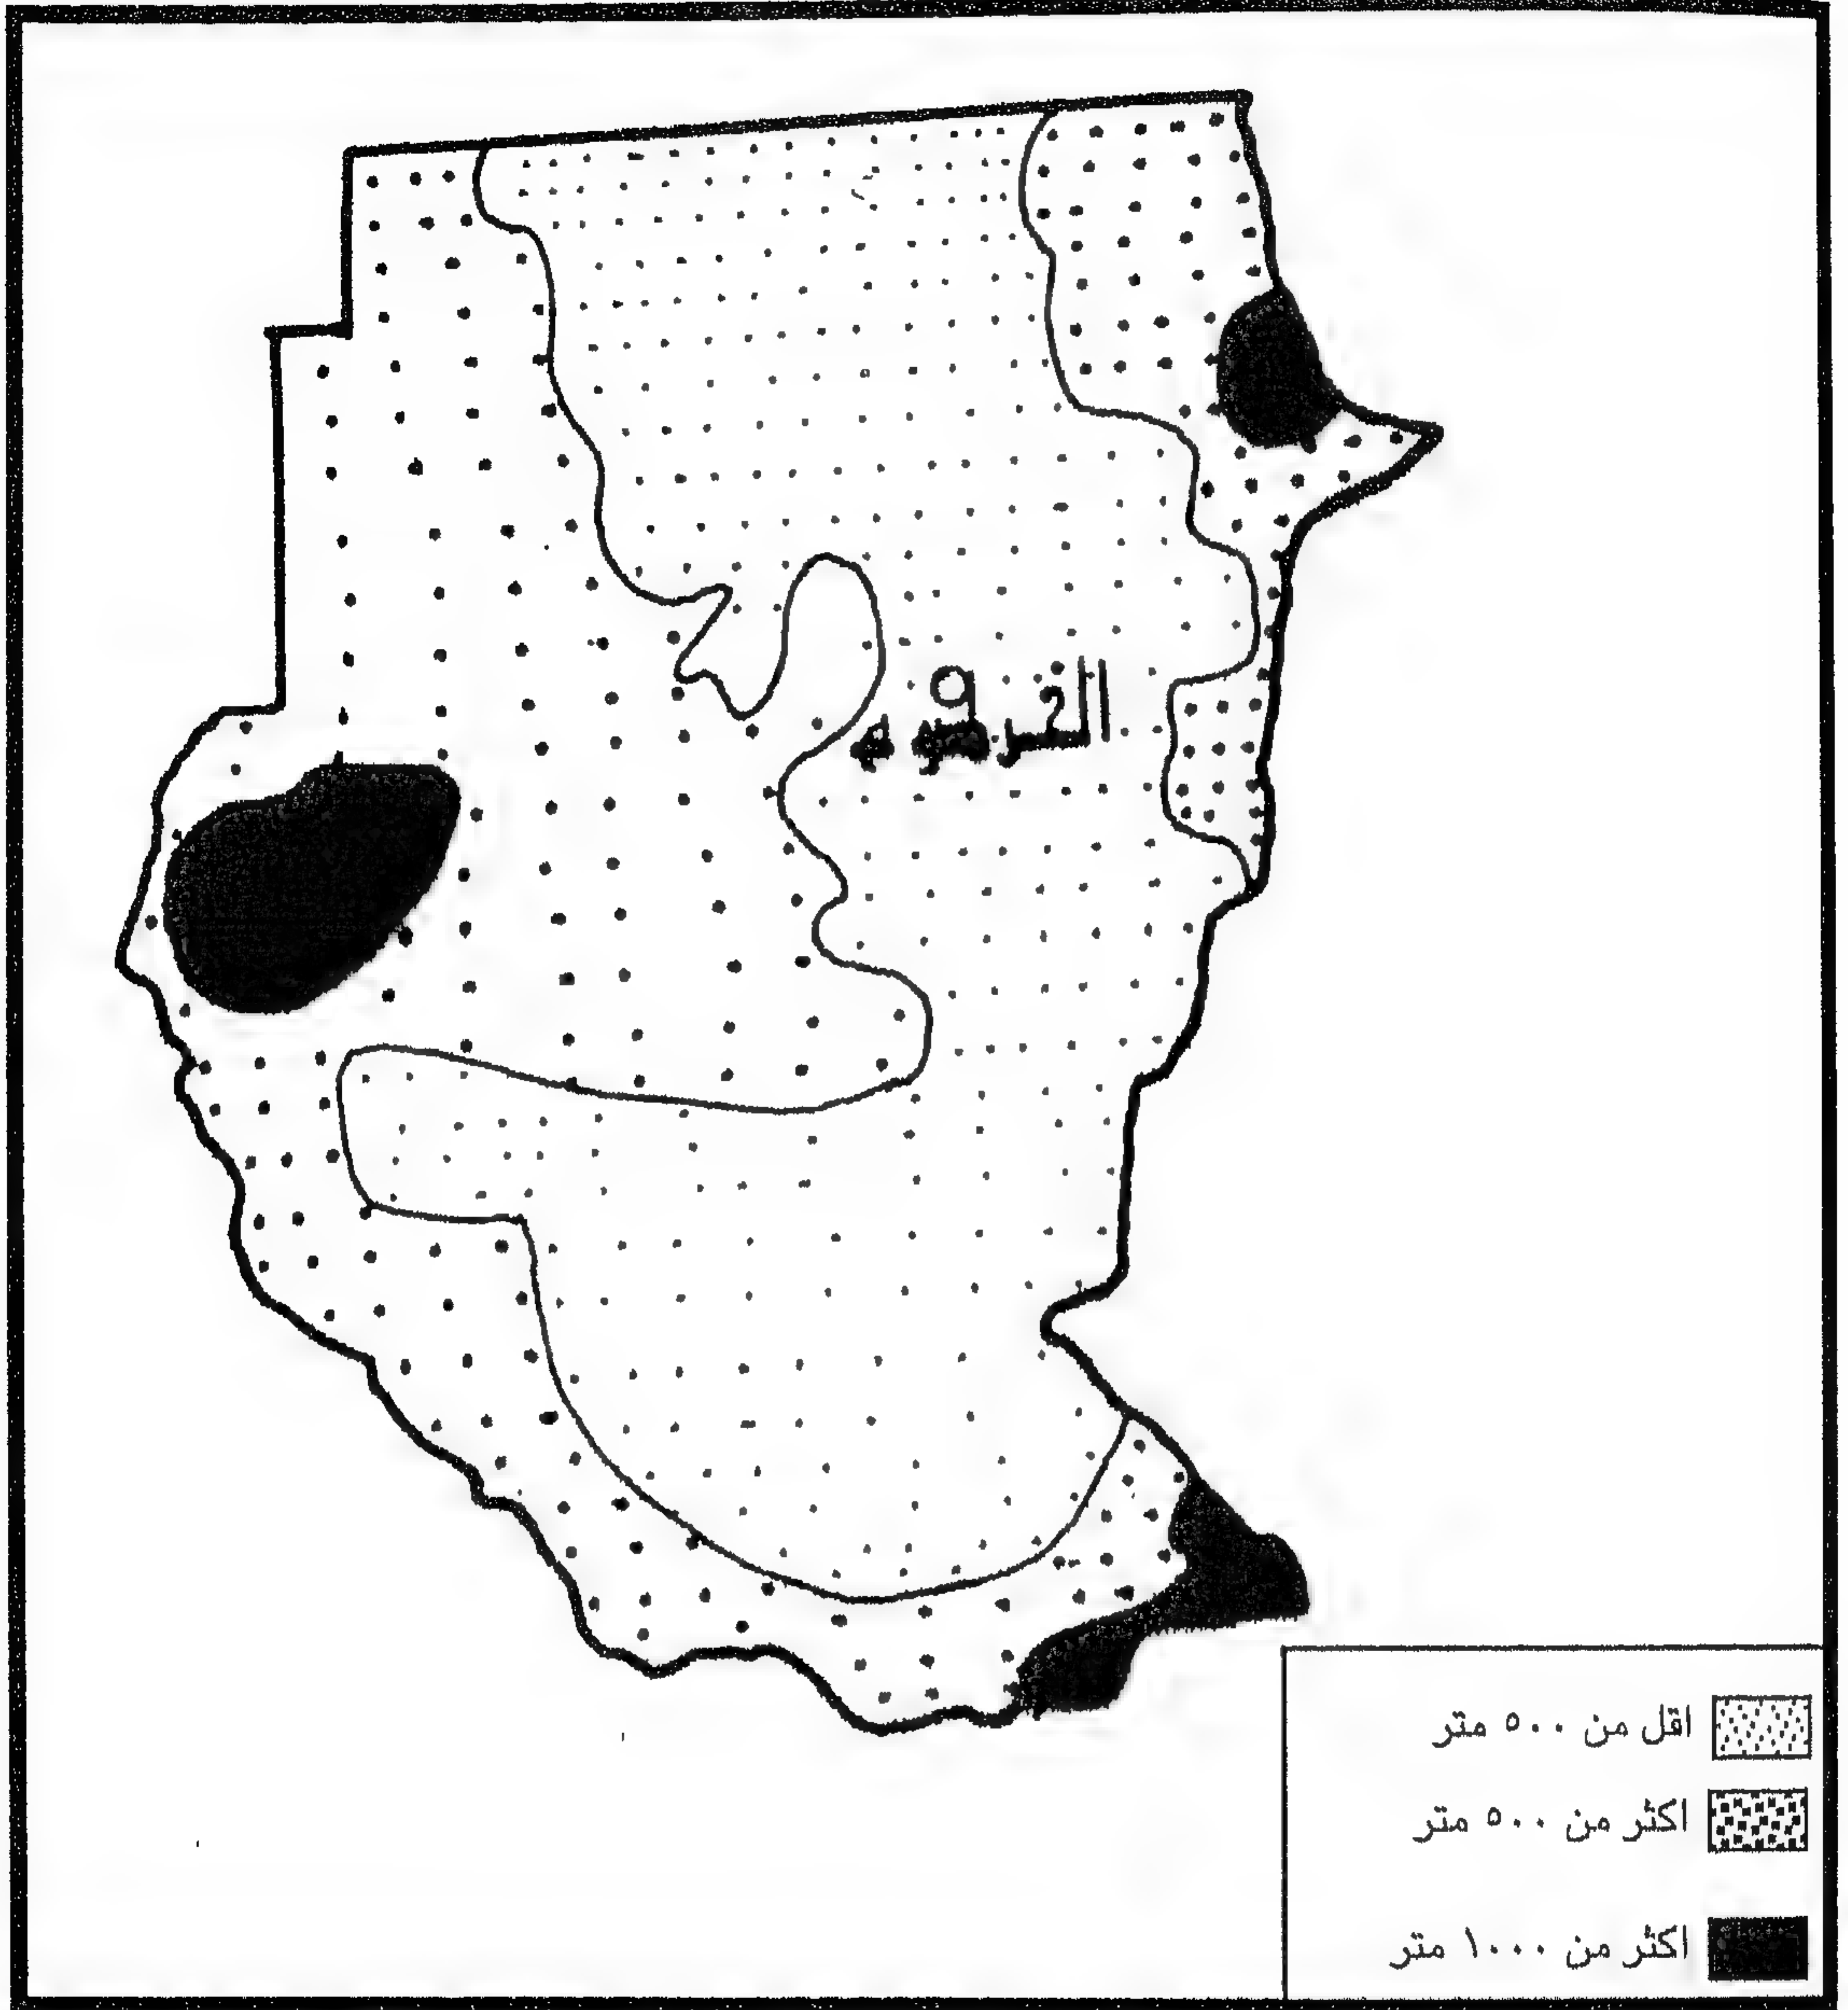 الخرطوم
اقل من ٥٠٠ متر
اكثر من ٥٠٠ متر
اكثر من ١٠٠٠ متر